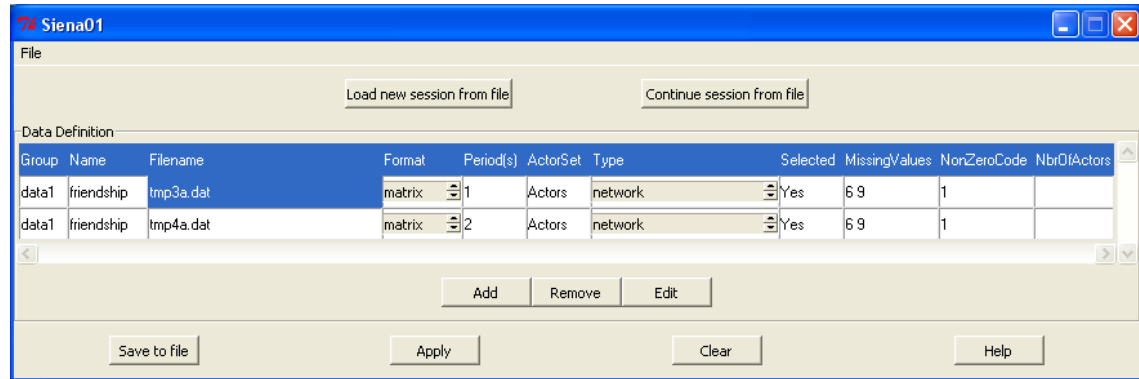 Siena01
File
Load new session from file Continue session from file
Data Definition
Group Name Filename Format Period(s) ActorSet Type Selected MissingValues NonZeroCode NbrOfActors
data1 friendship tmp3a.dat matrix 1 Actors network Yes 6 9 1
data1 friendship tmp4a.dat matrix 2 Actors network Yes 6 9 1
Add Remove Edit
Save to file Apply Clear Help